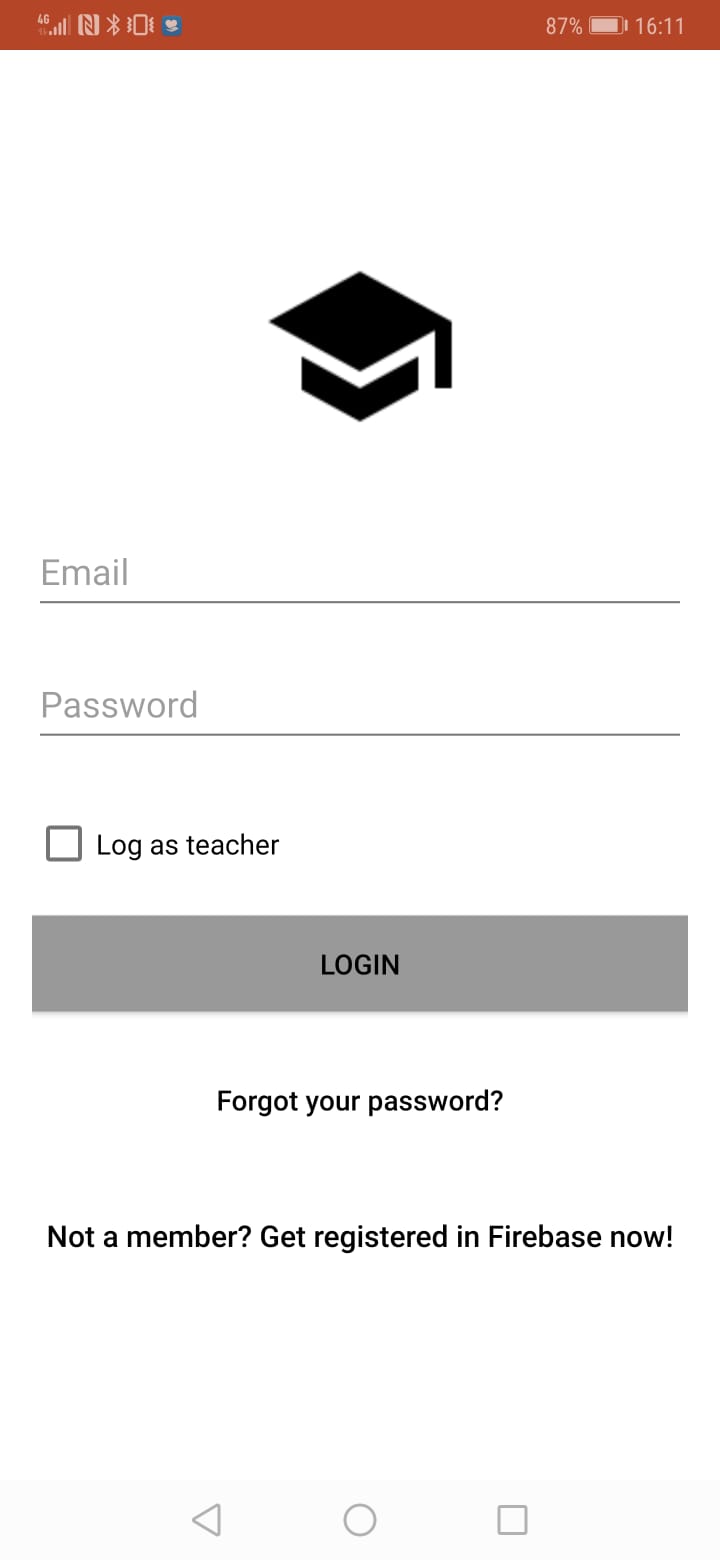 4G 87% 16:11
Email
Password
Log as teacher
LOGIN
Forgot your password?
Not a member? Get registered in Firebase now!